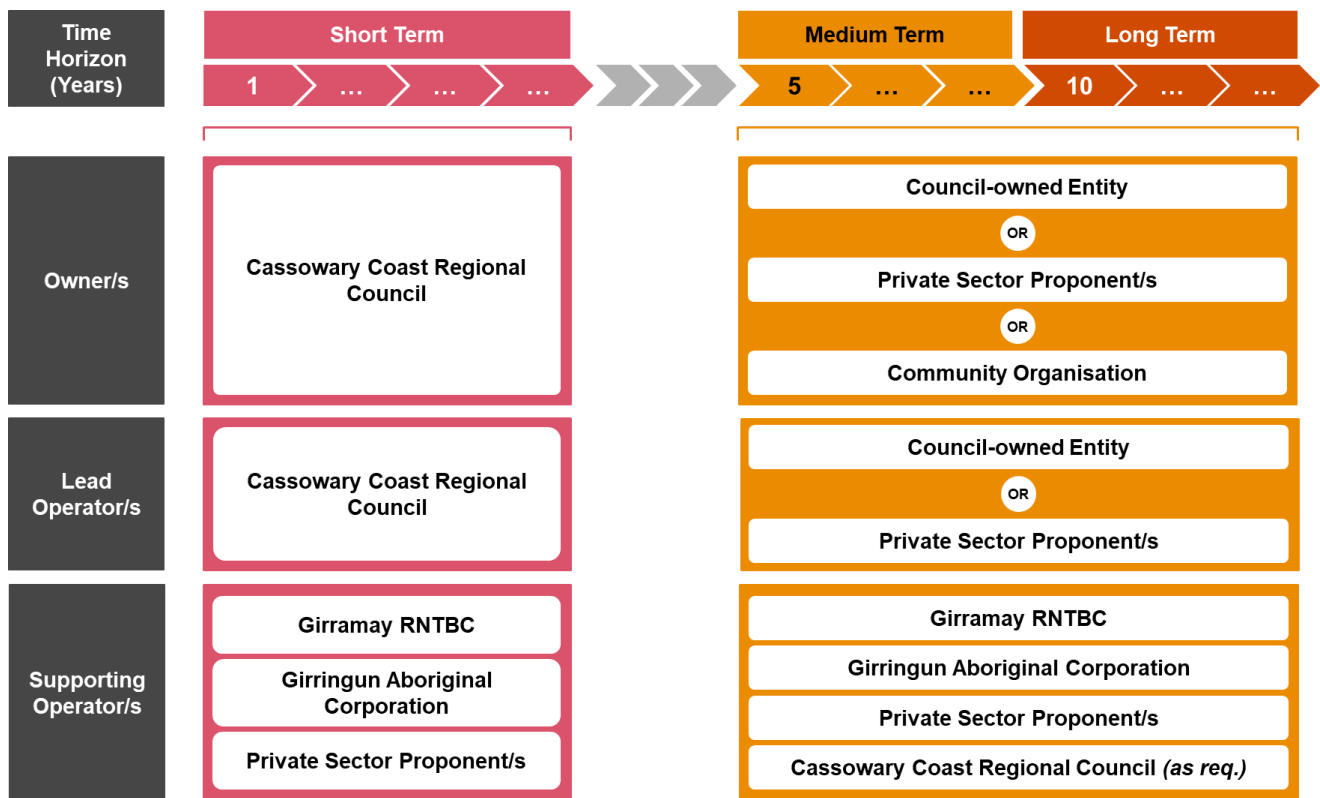 Time
Horizon
(Years)
Short Term
Medium Term
Long Term
1
...
...
...
5
...
...
10
...
...
Owner/s
Cassowary Coast Regional
Council
Council-owned Entity
OR
Private Sector Proponent/s
OR
Community Organisation
Lead
Operator/s
Cassowary Coast Regional
Council
Council-owned Entity
OR
Private Sector Proponent/s
Supporting
Operator/s
Girramay RNTBC
Girringun Aboriginal
Corporation
Private Sector Proponent/s
Girramay RNTBC
Girringun Aboriginal Corporation
Private Sector Proponent/s
Cassowary Coast Regional Council (as req.)